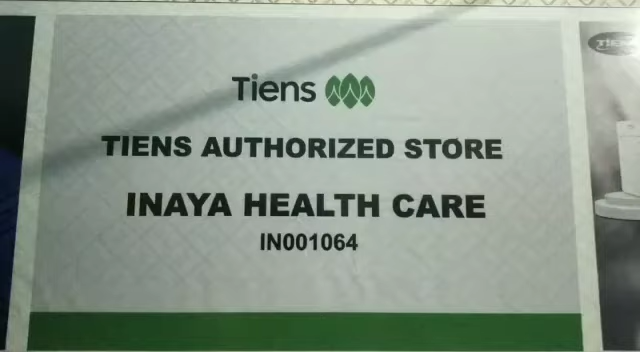 Tiens
TIENS AUTHORIZED STORE
INAYA HEALTH CARE
IN001064